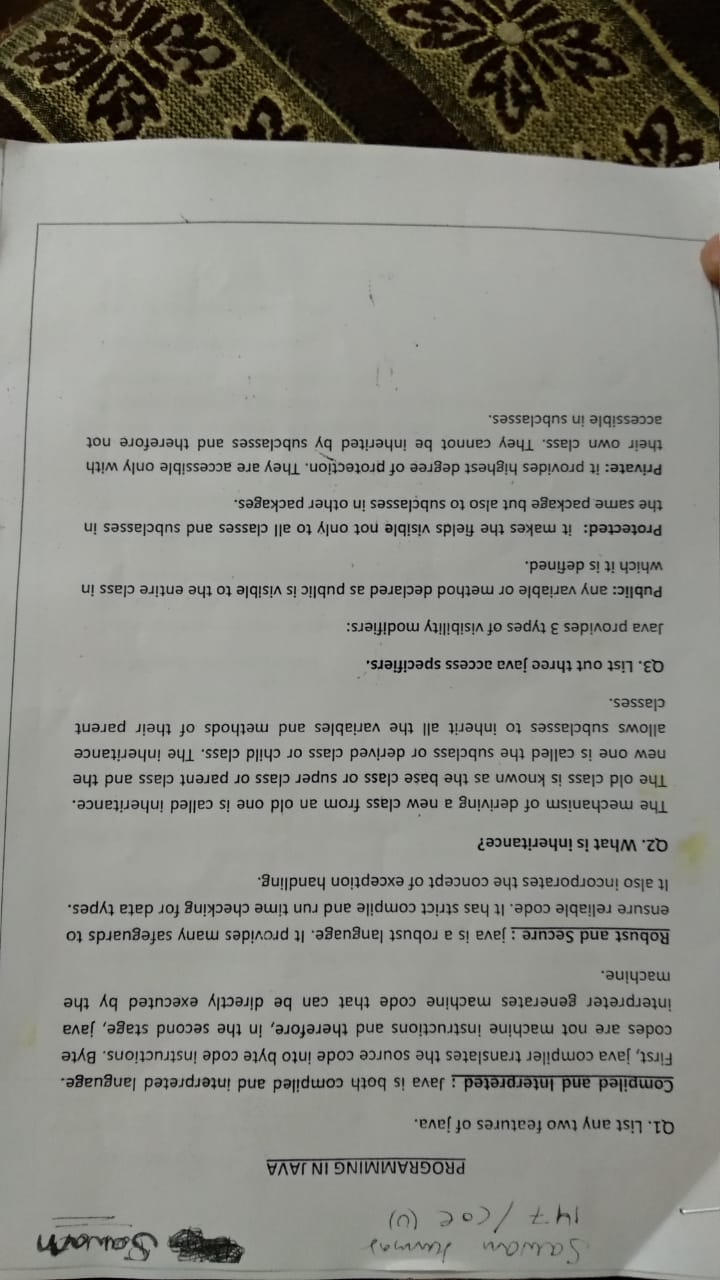 Sawan Kumar
147/COE (U)
Sawan
PROGRAMMING IN JAVA
Q1. List any two features of java.
Compiled and Interpreted : Java is both compiled and interpreted language.
First, java compiler translates the source code into byte code instructions. Byte
codes are not machine instructions and therefore, in the second stage, java
interpreter generates machine code that can be directly executed by the
machine.
Robust and Secure : java is a robust language. It provides many safeguards to
ensure reliable code. It has strict compile and run time checking for data types.
It also incorporates the concept of exception handling.
Q2. What is inheritance?
The mechanism of deriving a new class from an old one is called inheritance.
The old class is known as the base class or super class or parent class and the
new one is called the subclass or derived class or child class. The inheritance
allows subclasses to inherit all the variables and methods of their parent
classes.
Q3. List out three java access specifiers.
Java provides 3 types of visibility modifiers:
Public: any variable or method declared as public is visible to the entire class in
which it is defined.
Protected: it makes the fields visible not only to all classes and subclasses in
the same package but also to subclasses in other packages.
Private: it provides highest degree of protection. They are accessible only with
their own class. They cannot be inherited by subclasses and therefore not
accessible in subclasses.